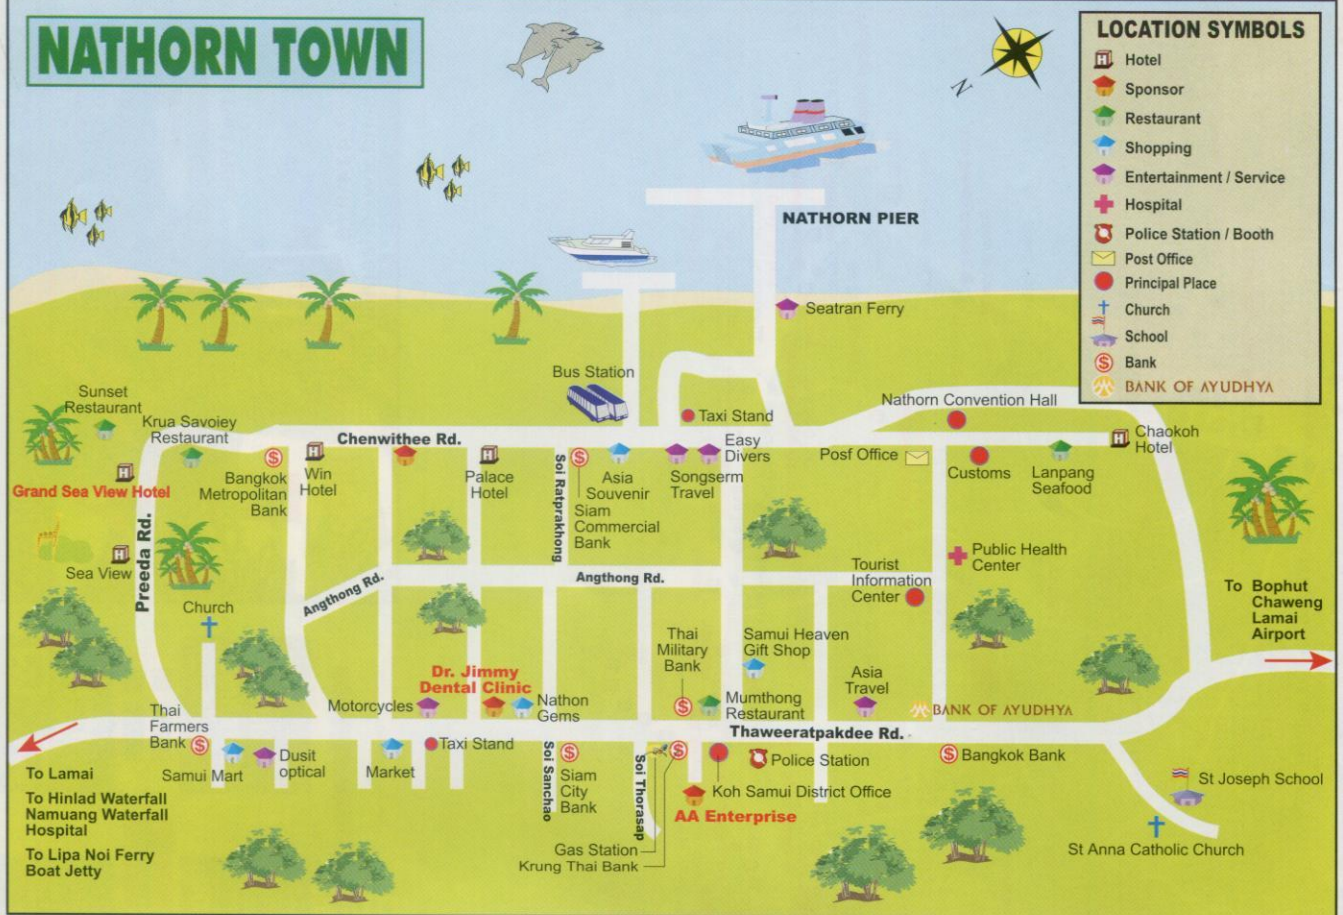 NATHORN TOWN
N
LOCATION SYMBOLS
H Hotel
Sponsor
Restaurant
Shopping
Entertainment / Service
Hospital
Police Station / Booth
Post Office
Principal Place
Church
School
$ Bank
BANK OF AYUDHYA
NATHORN PIER
Seatran Ferry
Bus Station
Taxi Stand
Nathorn Convention Hall
Sunset
Restaurant
Krua Savoiey
Restaurant
Grand Sea View Hotel
H
Bangkok
Metropolitan
Bank
$
H
Win
Hotel
Chenwithee Rd.
H
Palace
Hotel
Soi Ratprakhong
$
Asia
Souvenir
Siam
Commercial
Bank
Songserm
Travel
Easy
Divers
Posf Office
Customs
Lanpang
Seafood
H
Chaokoh
Hotel
Preeda Rd.
Sea View
H
Church
Angthong Rd.
Angthong Rd.
Tourist
Information
Center
Public Health
Center
To Bophut
Chaweng
Lamai
Airport
Dr. Jimmy
Dental Clinic
Motorcycles
Nathon
Gems
Thai
Military
Bank
$
Samui Heaven
Gift Shop
Mumthong
Restaurant
Asia
Travel
BANK OF AYUDHYA
Thaweeratpakdee Rd.
Thai
Farmers
Bank
$
Samui Mart
Dusit
optical
Market
Taxi Stand
Soi Sanchao
$
Siam
City
Bank
Soi Thorasap
$
Koh Samui District Office
Police Station
$
Bangkok Bank
AA Enterprise
Gas Station
Krung Thai Bank
St Joseph School
St Anna Catholic Church
To Lamai
To Hinlad Waterfall
Namuang Waterfall
Hospital
To Lipa Noi Ferry
Boat Jetty